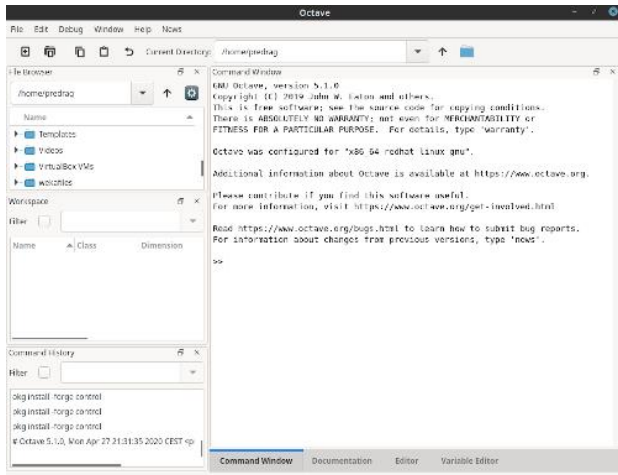 Octave
File Edit Debug Window Help News
Current Directory: /home/predrag
File Browser
/home/predrag
Name
Templates
Videos
VirtualBox VMs
wekafiles
Workspace
Filter
Name Class Dimension
Command History
Filter
pkg install -forge control
pkg install -forge control
pkg install -forge control
# Octave 5.1.0, Mon Apr 27 21:31:35 2020 CEST <p
Command Window
GNU Octave, version 5.1.0
Copyright (C) 2019 John W. Eaton and others.
This is free software; see the source code for copying conditions.
There is ABSOLUTELY NO WARRANTY; not even for MERCHANTABILITY or
FITNESS FOR A PARTICULAR PURPOSE. For details, type 'warranty'.
Octave was configured for "x86_64-redhat-linux-gnu".
Additional information about Octave is available at https://www.octave.org.
Please contribute if you find this software useful.
For more information, visit https://www.octave.org/get-involved.html
Read https://www.octave.org/bugs.html to learn how to submit bug reports.
For information about changes from previous versions, type 'news'.
>>
Command Window Documentation Editor Variable Editor